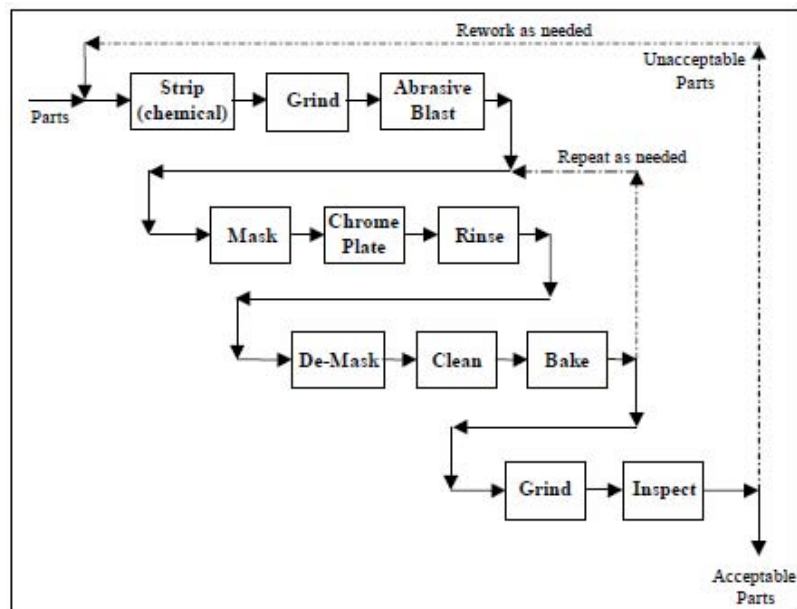 Rework as needed
Unacceptable
Parts
Parts
Strip
(chemical)
Grind
Abrasive
Blast
Repeat as needed
Mask
Chrome
Plate
Rinse
De-Mask
Clean
Bake
Grind
Inspect
Acceptable
Parts